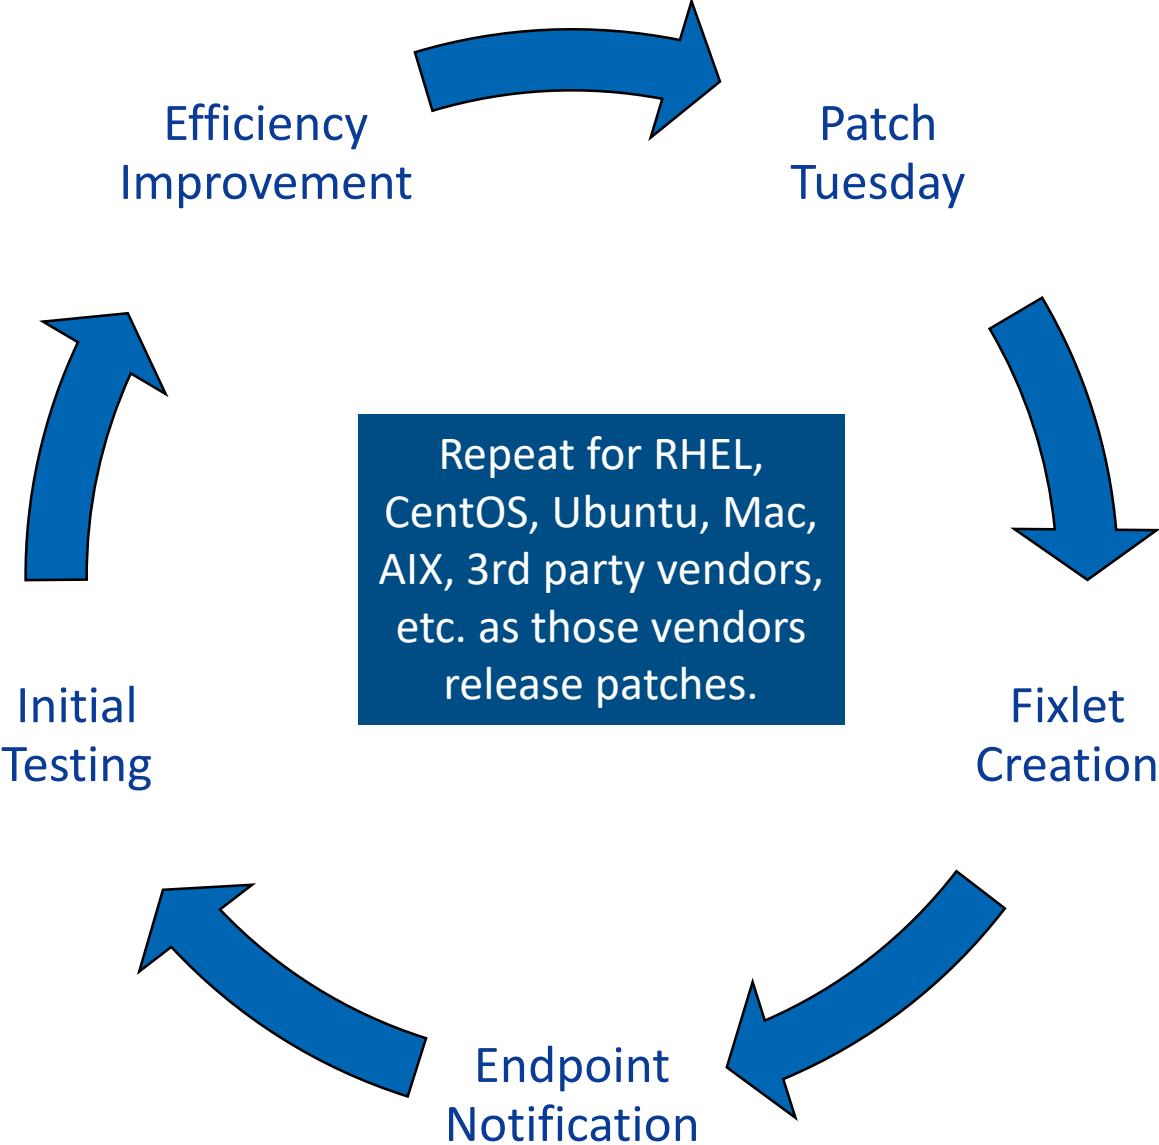 Efficiency
Improvement
Patch
Tuesday
Repeat for RHEL,
CentOS, Ubuntu, Mac,
AIX, 3rd party vendors,
etc. as those vendors
release patches.
Initial
Testing
Fixlet
Creation
Endpoint
Notification